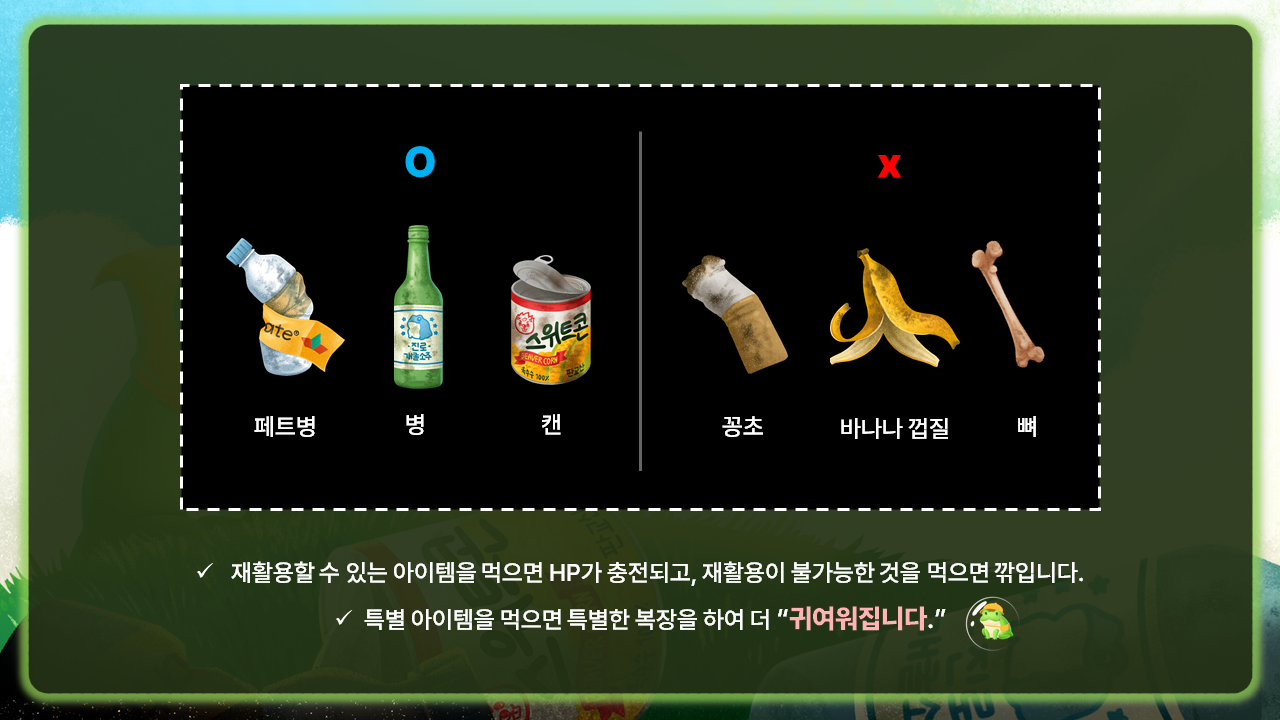 O
X
ate®
진로
스위트콘
BEAVER CORN
옥수수 100%
페트병
병
캔
꽁초
바나나 껍질
뼈
✓ 재활용할 수 있는 아이템을 먹으면 HP가 충전되고, 재활용이 불가능한 것을 먹으면 깎입니다.
✓ 특별 아이템을 먹으면 특별한 복장을 하여 더 “귀여워집니다.”